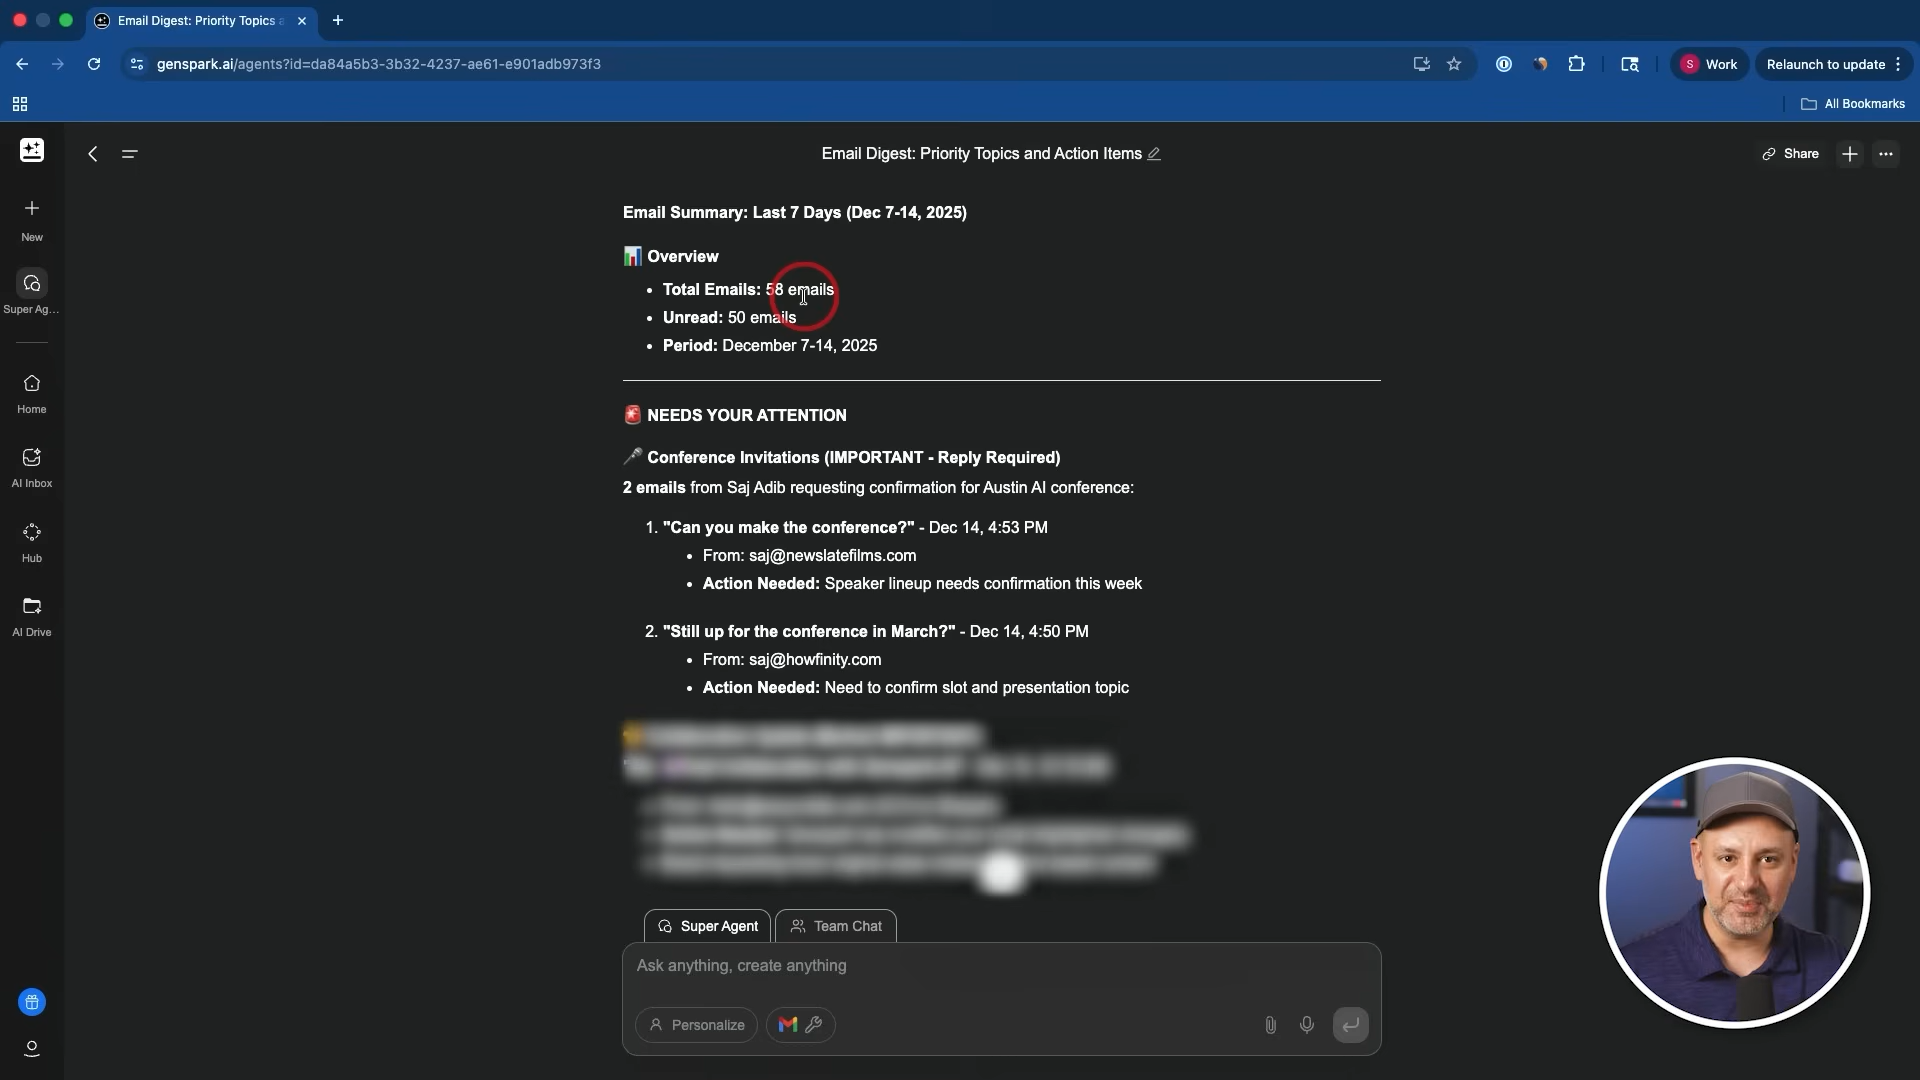 Email Digest: Priority Topics a
genspark.ai/agents?id=da84a5b3-3b32-4237-ae61-e901adb973f3
S Work
Relaunch to update
All Bookmarks
Email Digest: Priority Topics and Action Items
Share
New
Super Ag...
Home
AI Inbox
Hub
AI Drive
Email Summary: Last 7 Days (Dec 7-14, 2025)
Overview
• Total Emails: 58 emails
• Unread: 50 emails
• Period: December 7-14, 2025
NEEDS YOUR ATTENTION
Conference Invitations (IMPORTANT - Reply Required)
2 emails from Saj Adib requesting confirmation for Austin AI conference:
1. "Can you make the conference?" - Dec 14, 4:53 PM
• From: saj@newslatefilms.com
• Action Needed: Speaker lineup needs confirmation this week
2. "Still up for the conference in March?" - Dec 14, 4:50 PM
• From: saj@howfinity.com
• Action Needed: Need to confirm slot and presentation topic
Super Agent
Team Chat
Ask anything, create anything
Personalize